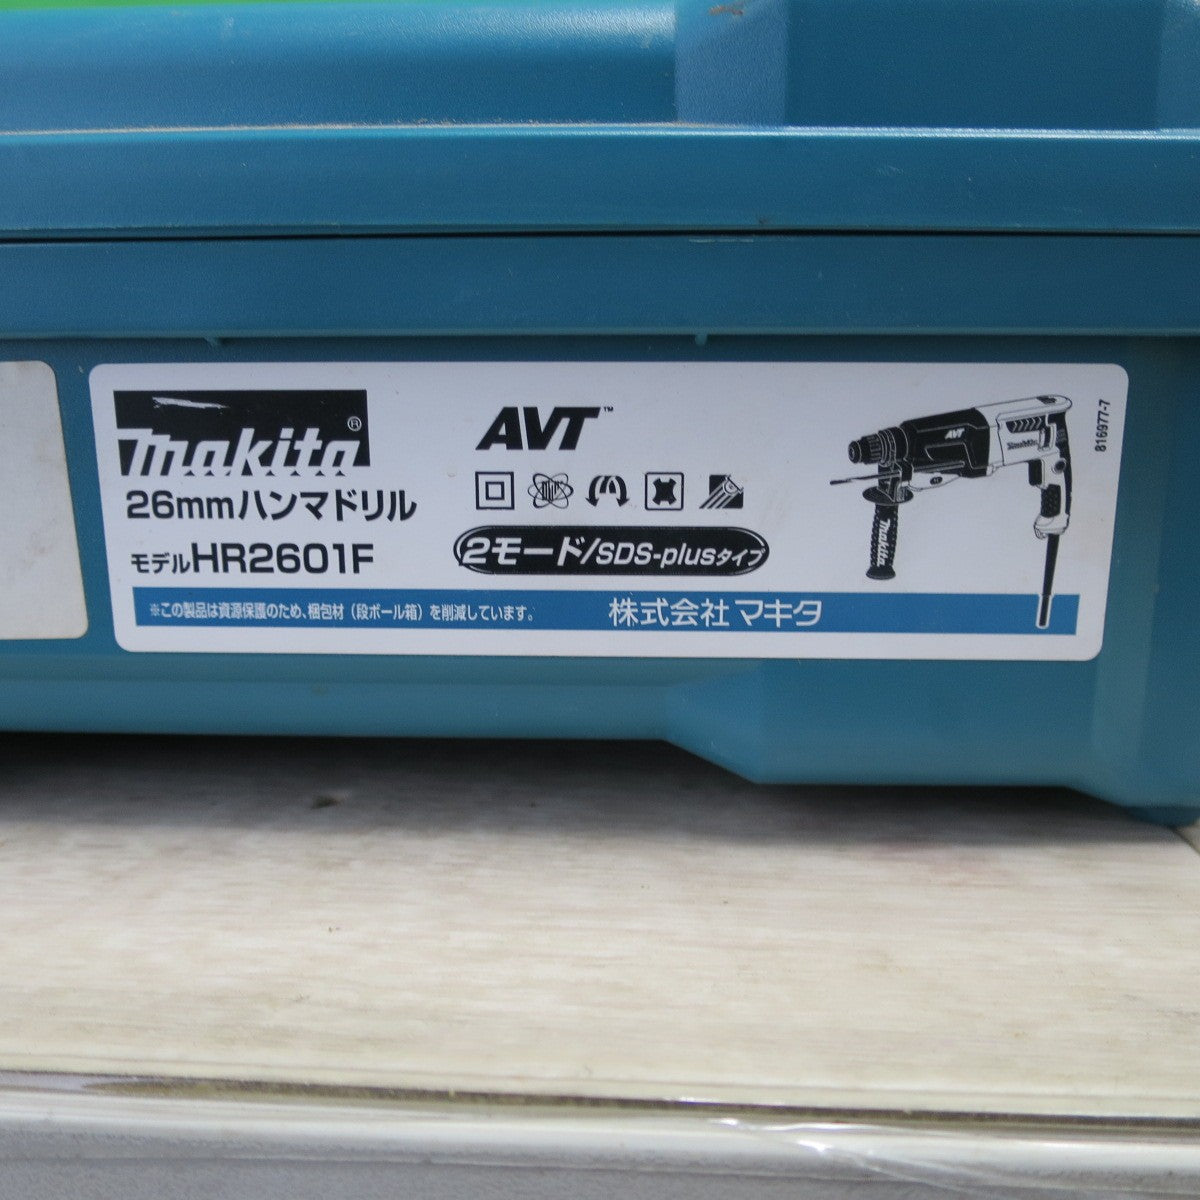 makita®
26mmハンマドリル
モデルHR2601F
AVT™
2モード/SDS-plusタイプ
※この製品は資源保護のため、梱包材（段ボール箱）を削減しています。
株式会社マキタ
AVT
makita
makita
816977-7